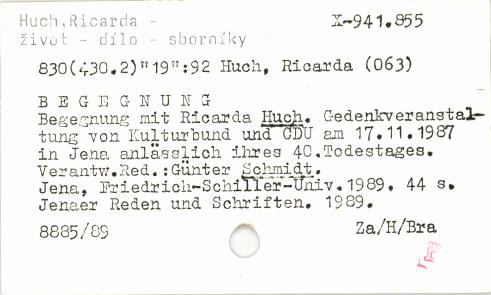 Huch,Ricarda -
X-941.855
život - dílo - sborníky
830(430.2)"19":92 Huch, Ricarda (063)
B E G E G N U N G
Begegnung mit Ricarda Huch. Gedenkveranstal-
tung von Kulturbund und CDU am 17.11.1987
in Jena anlässlich ihres 40.Todestages.
Verantw.Red.:Günter Schmidt.
Jena, Friedrich-Schiller-Univ.1989. 44 s.
Jenaer Reden und Schriften. 1989.
8885/89
Za/H/Bra